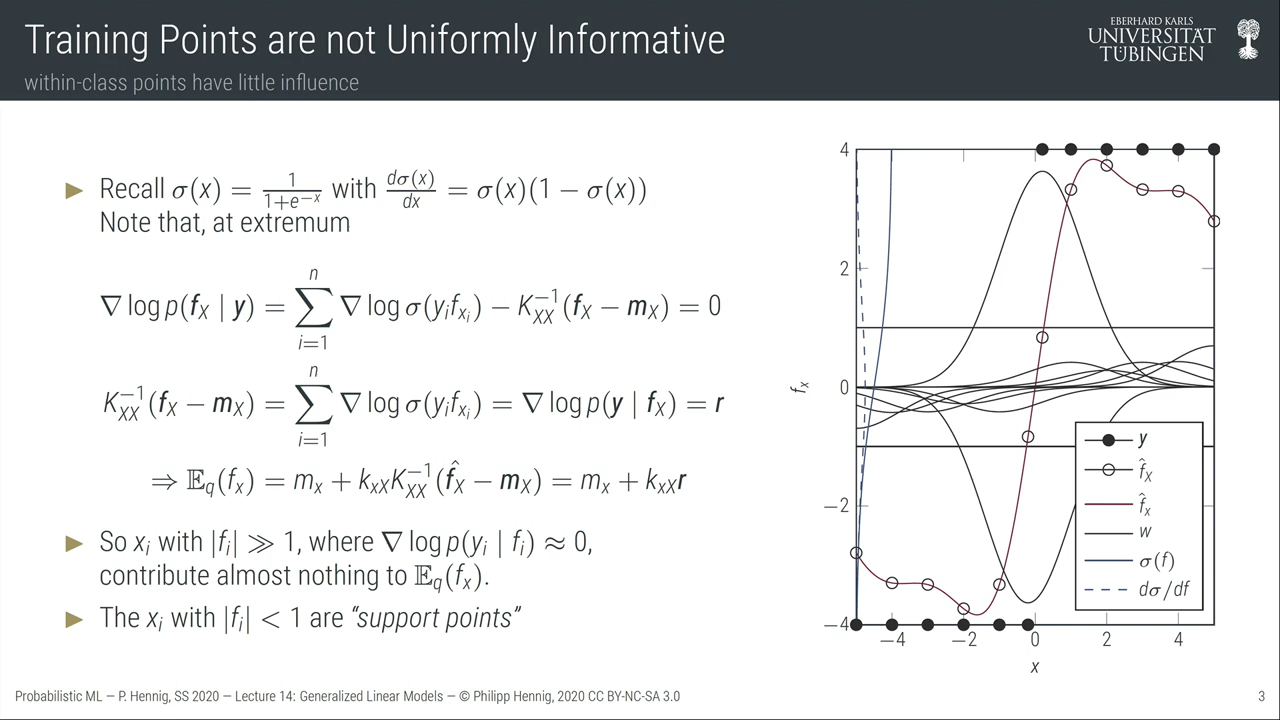 Training Points are not Uniformly Informative
within-class points have little influence
EBERHARD KARLS
UNIVERSITÄT
TÜBINGEN
▶ Recall σ(x) = 1/(1+e^{−x}) with dσ(x)/dx = σ(x)(1 − σ(x))
Note that, at extremum
∇ log p(f_X | y) = ∑_{i=1}^{n} ∇ log σ(y_i f_{x_i}) − K_{XX}^{−1}(f_X − m_X) = 0
K_{XX}^{−1}(f_X − m_X) = ∑_{i=1}^{n} ∇ log σ(y_i f_{x_i}) = ∇ log p(y | f_X) = r
⇒ 𝔼_q(f_x) = m_x + k_{xX} K_{XX}^{−1}(f̂_X − m_X) = m_x + k_{xX} r
▶ So x_i with |f_i| ≫ 1, where ∇ log p(y_i | f_i) ≈ 0,
contribute almost nothing to 𝔼_q(f_x).
▶ The x_i with |f_i| < 1 are “support points”
4
2
0
−2
−4
f_x
−4 −2 0 2 4
x
y
f̂_X
f̂_x
w
σ(f)
dσ/df
Probabilistic ML — P. Hennig, SS 2020 — Lecture 14: Generalized Linear Models — © Philipp Hennig, 2020 CC BY-NC-SA 3.0
3